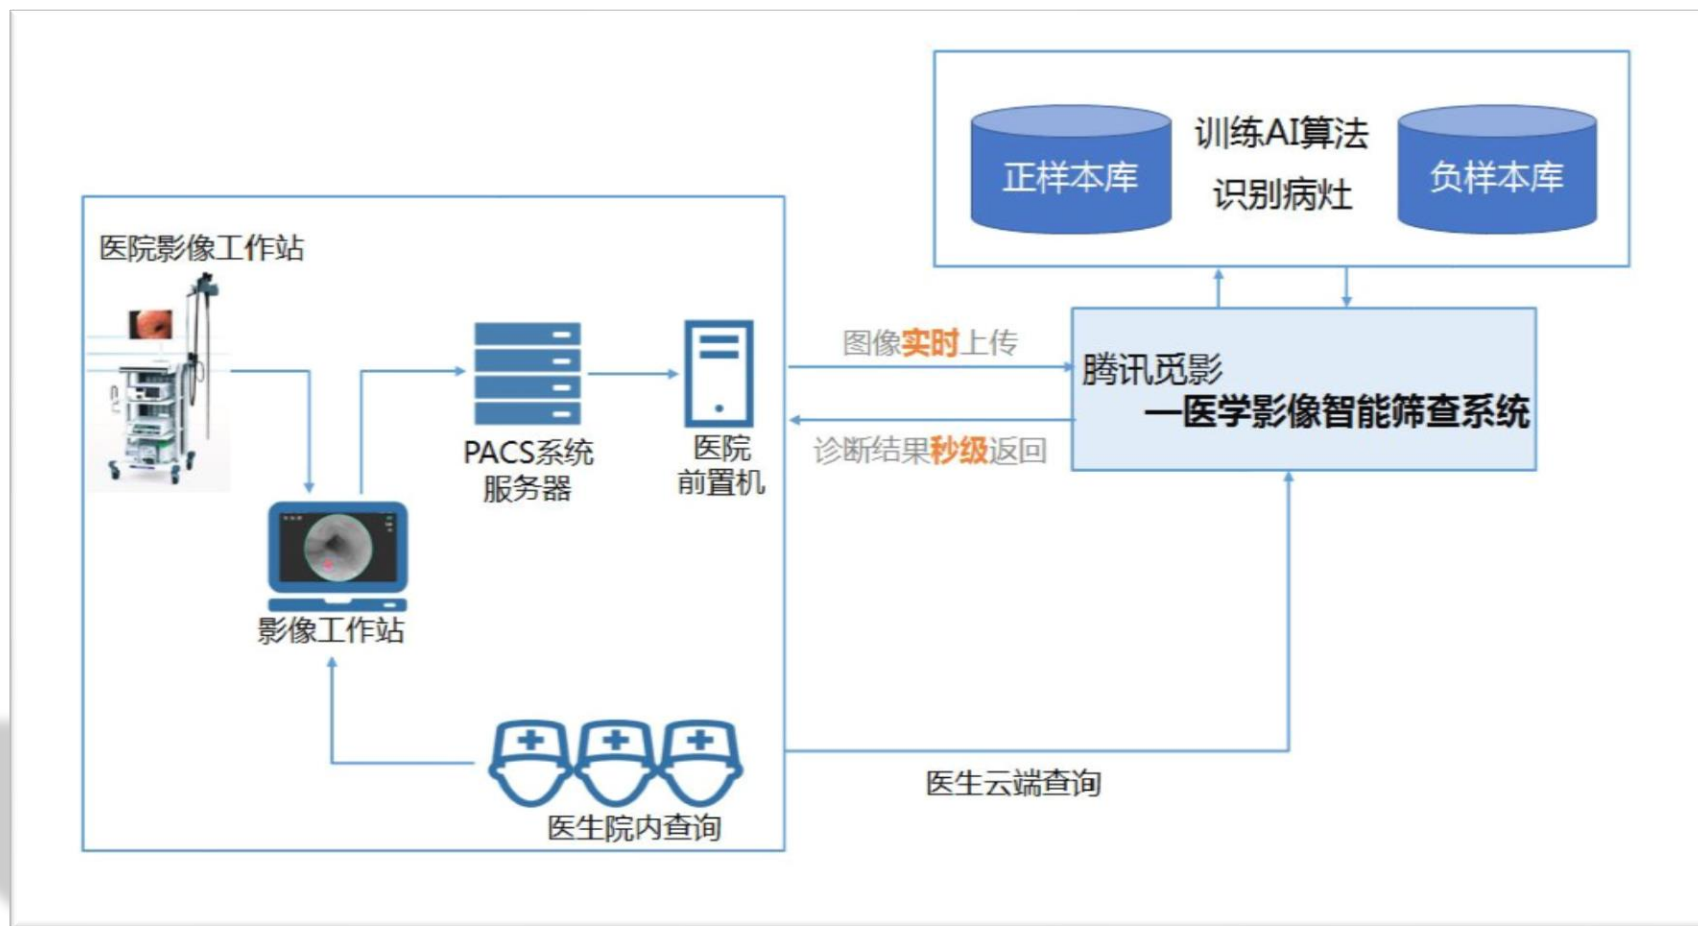 正样本库
训练AI算法
识别病灶
负样本库
医院影像工作站
图像实时上传
腾讯觅影
—医学影像智能筛查系统
诊断结果秒级返回
PACS系统
服务器
医院
前置机
影像工作站
医生云端查询
医生院内查询